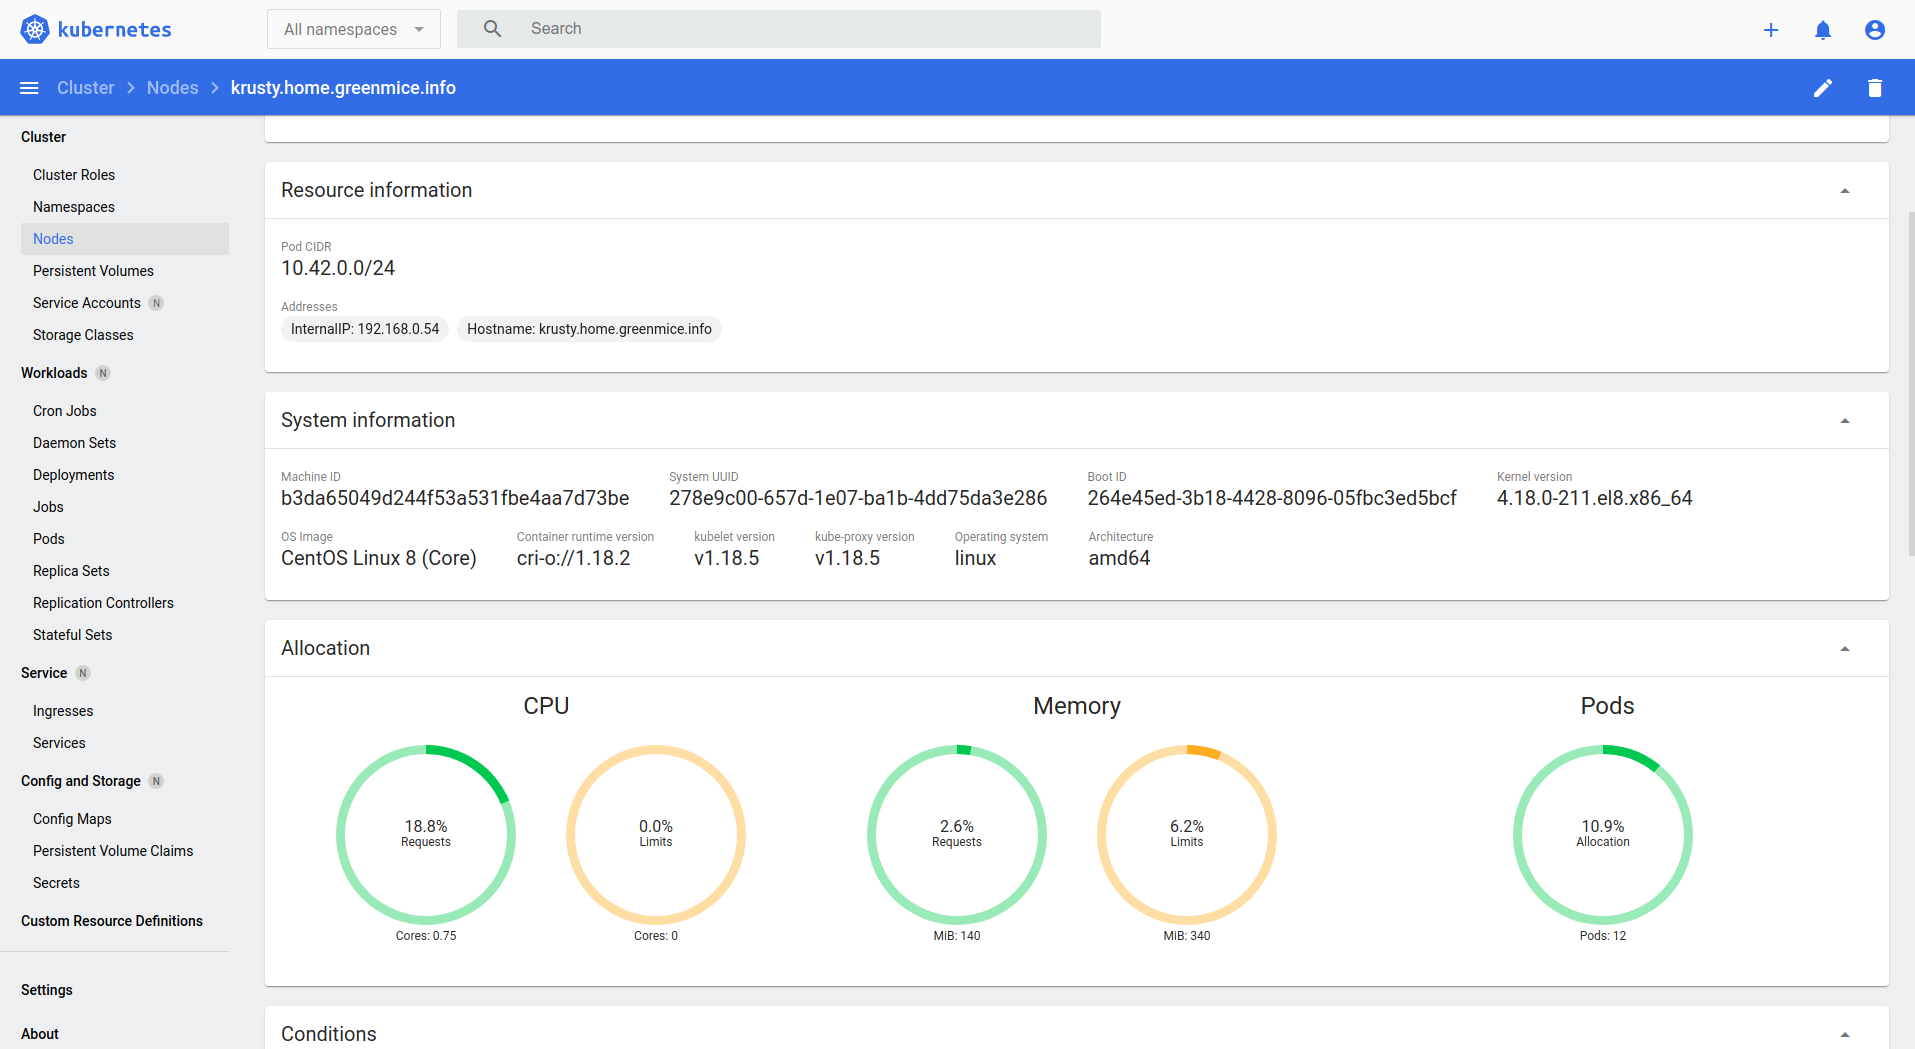 kubernetes
All namespaces
Search
Cluster
Nodes
krusty.home.greenmice.info
Cluster
Cluster Roles
Namespaces
Nodes
Persistent Volumes
Service Accounts N
Storage Classes
Workloads N
Cron Jobs
Daemon Sets
Deployments
Jobs
Pods
Replica Sets
Replication Controllers
Stateful Sets
Service N
Ingresses
Services
Config and Storage N
Config Maps
Persistent Volume Claims
Secrets
Custom Resource Definitions
Settings
About
Resource information
Pod CIDR
10.42.0.0/24
Addresses
InternalIP: 192.168.0.54
Hostname: krusty.home.greenmice.info
System information
Machine ID
b3da65049d244f53a531fbe4aa7d73be
System UUID
278e9c00-657d-1e07-ba1b-4dd75da3e286
Boot ID
264e45ed-3b18-4428-8096-05fbc3ed5bcf
Kernel version
4.18.0-211.el8.x86_64
OS Image
CentOS Linux 8 (Core)
Container runtime version
cri-o://1.18.2
kubelet version
v1.18.5
kube-proxy version
v1.18.5
Operating system
linux
Architecture
amd64
Allocation
CPU
18.8%
Requests
Cores: 0.75
0.0%
Limits
Cores: 0
Memory
2.6%
Requests
MiB: 140
6.2%
Limits
MiB: 340
Pods
10.9%
Allocation
Pods: 12
Conditions